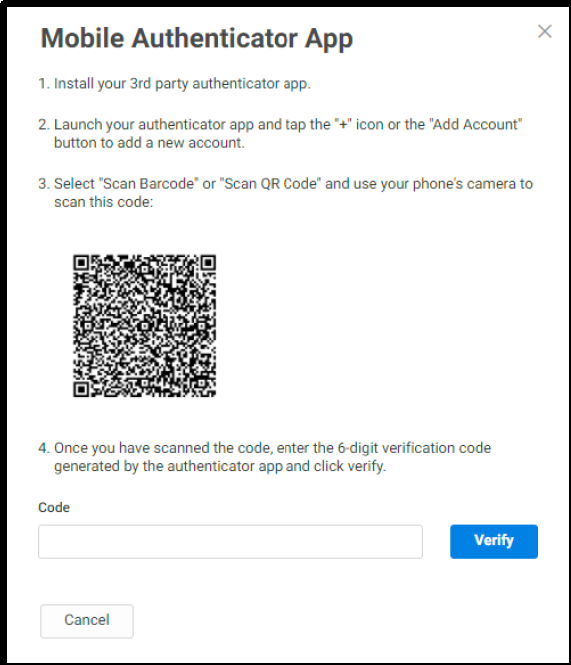 Mobile Authenticator App
1. Install your 3rd party authenticator app.
2. Launch your authenticator app and tap the "+" icon or the "Add Account"
button to add a new account.
3. Select "Scan Barcode" or "Scan QR Code" and use your phone's camera to
scan this code:
4. Once you have scanned the code, enter the 6-digit verification code
generated by the authenticator app and click verify.
Code
Verify
Cancel